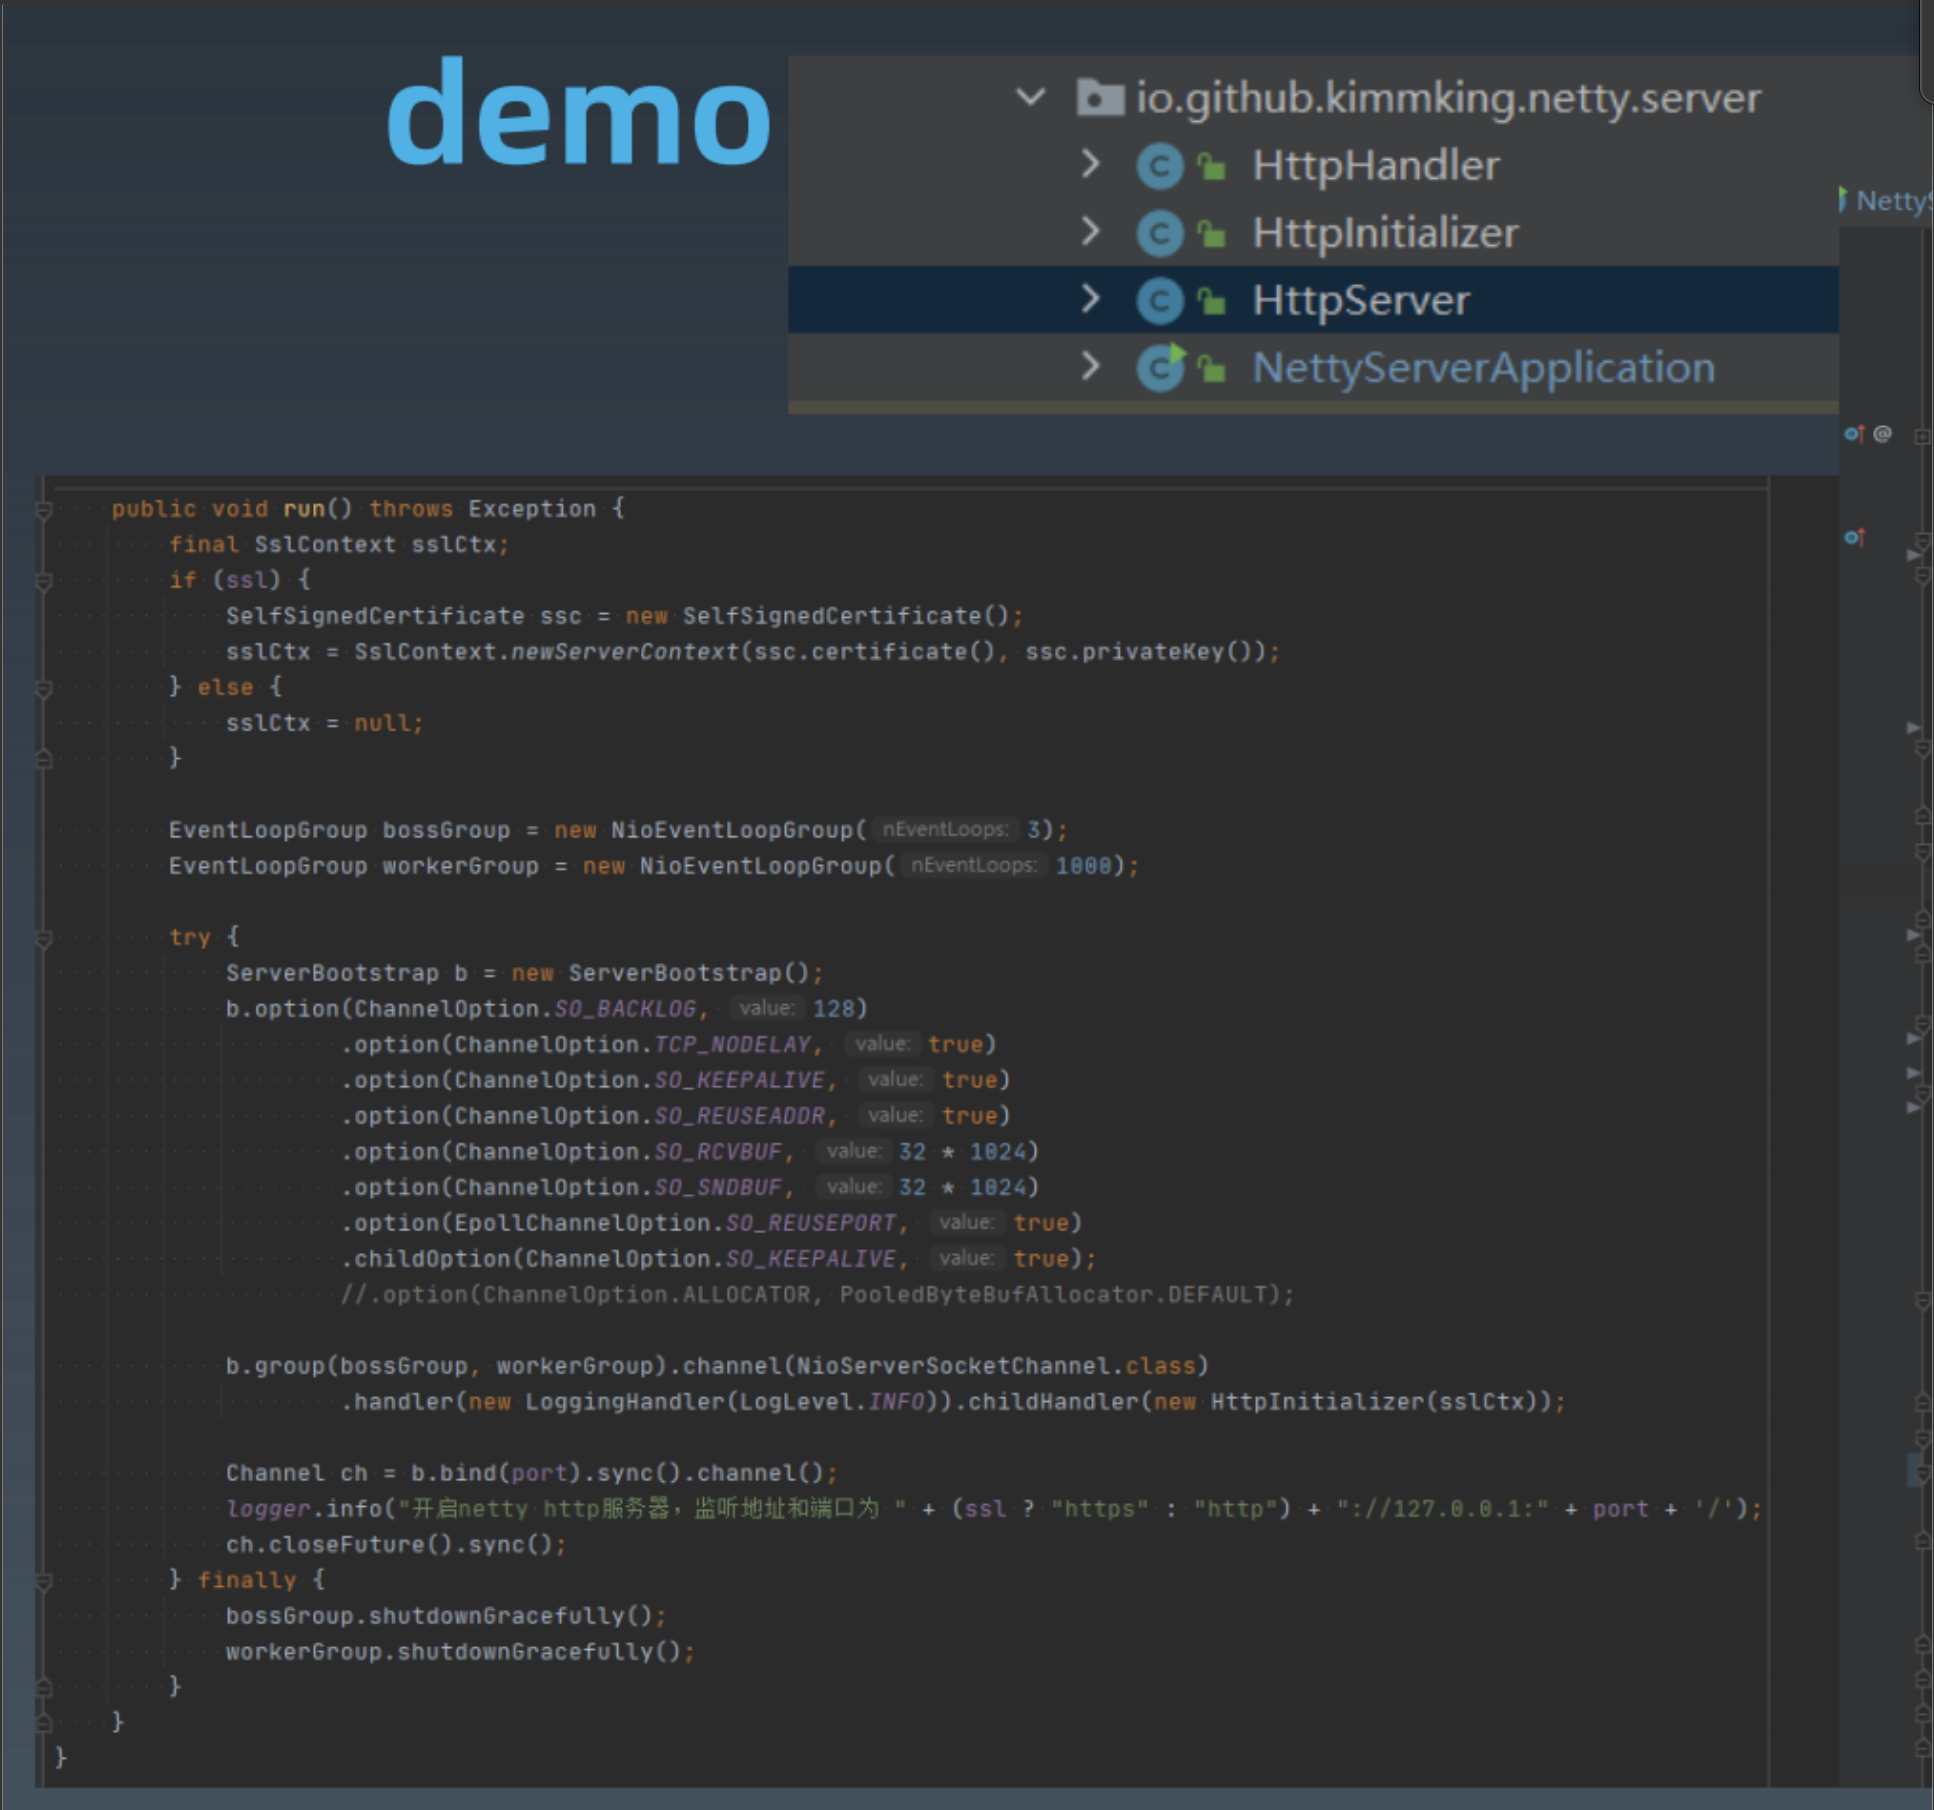 demo
io.github.kimmking.netty.server
HttpHandler
HttpInitializer
HttpServer
NettyServerApplication
public void run() throws Exception {
final SslContext sslCtx;
if (ssl) {
SelfSignedCertificate ssc = new SelfSignedCertificate();
sslCtx = SslContext.newServerContext(ssc.certificate(), ssc.privateKey());
} else {
sslCtx = null;
}
EventLoopGroup bossGroup = new NioEventLoopGroup( nEventLoops: 3);
EventLoopGroup workerGroup = new NioEventLoopGroup( nEventLoops: 1000);
try {
ServerBootstrap b = new ServerBootstrap();
b.option(ChannelOption.SO_BACKLOG, value: 128)
.option(ChannelOption.TCP_NODELAY, value: true)
.option(ChannelOption.SO_KEEPALIVE, value: true)
.option(ChannelOption.SO_REUSEADDR, value: true)
.option(ChannelOption.SO_RCVBUF, value: 32 * 1024)
.option(ChannelOption.SO_SNDBUF, value: 32 * 1024)
.option(EpollChannelOption.SO_REUSEPORT, value: true)
.childOption(ChannelOption.SO_KEEPALIVE, value: true);
//.option(ChannelOption.ALLOCATOR, PooledByteBufAllocator.DEFAULT);
b.group(bossGroup, workerGroup).channel(NioServerSocketChannel.class)
.handler(new LoggingHandler(LogLevel.INFO)).childHandler(new HttpInitializer(sslCtx));
Channel ch = b.bind(port).sync().channel();
logger.info("开启netty http服务器，监听地址和端口为 " + (ssl ? "https" : "http") + "://127.0.0.1:" + port + '/');
ch.closeFuture().sync();
} finally {
bossGroup.shutdownGracefully();
workerGroup.shutdownGracefully();
}
}
}